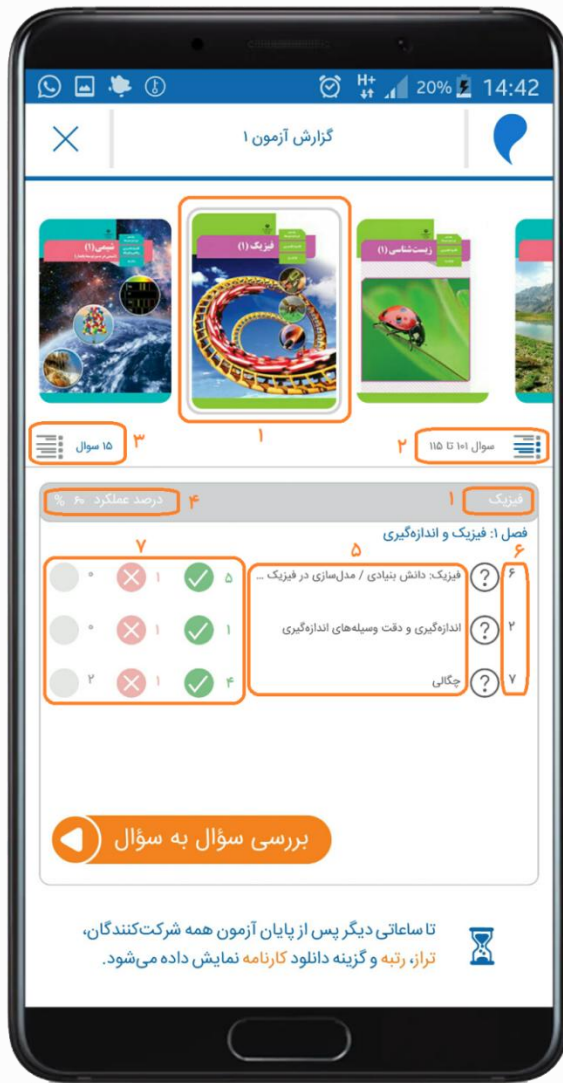 20% 14:42
H+
گزارش آزمون ۱
شیمی (۱)
فیزیک (۱)
زیست‌شناسی (۱)
۱
سوال ۱۰۱ تا ۱۱۵
۲
۳
۱۵ سوال
فیزیک
۱
۴
درصد عملکرد ۶۰ %
فصل ۱: فیزیک و اندازه‌گیری
۶
۵
۷
۶ فیزیک: دانش بنیادی / مدل‌سازی در فیزیک ... ۵ ۱ ۰
۲ اندازه‌گیری و دقت وسیله‌های اندازه‌گیری ۱ ۱ ۰
۷ چگالی ۴ ۱ ۲
بررسی سؤال به سؤال
تا ساعاتی دیگر پس از پایان آزمون همه شرکت‌کنندگان،
تراز، رتبه و گزینه دانلود کارنامه نمایش داده می‌شود.